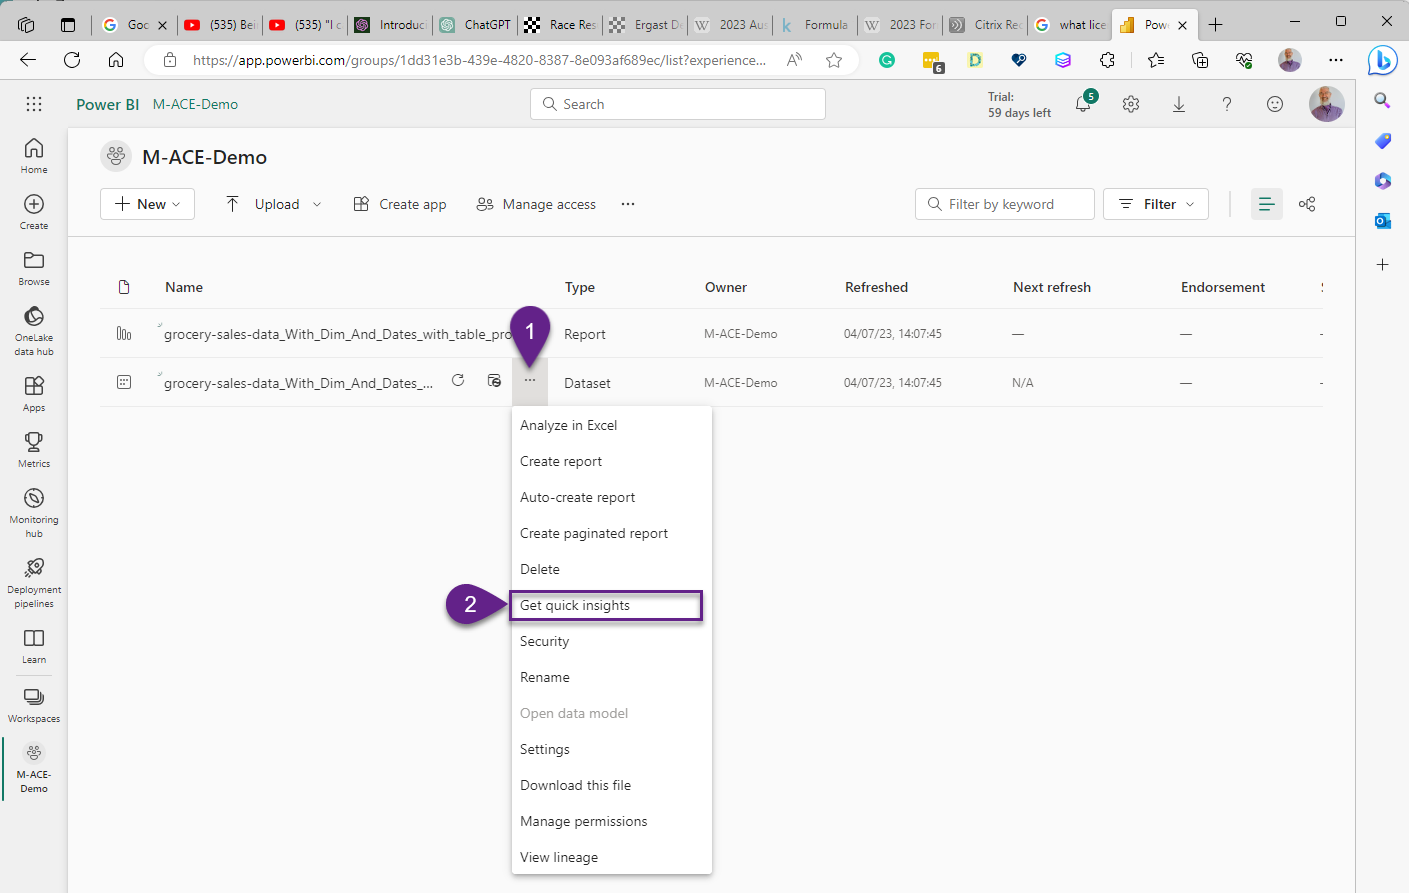 Goo
(535) Bei
(535) "I c
Introduci
ChatGPT
Race Res
Ergast De
2023 Aus
Formula
2023 For
Citrix Rec
what lice
Powe
https://app.powerbi.com/groups/1dd31e3b-439e-4820-8387-8e093af689ec/list?experience...
6
Power BI M-ACE-Demo
Search
Trial:
59 days left
5
Home
Create
Browse
OneLake
data hub
Apps
Metrics
Monitoring
hub
Deployment
pipelines
Learn
Workspaces
M-ACE-
Demo
M-ACE-Demo
New
Upload
Create app
Manage access
Filter by keyword
Filter
Name Type Owner Refreshed Next refresh Endorsement
grocery-sales-data_With_Dim_And_Dates_with_table_pro Report M-ACE-Demo 04/07/23, 14:07:45 — —
1
grocery-sales-data_With_Dim_And_Dates_... Dataset M-ACE-Demo 04/07/23, 14:07:45 N/A —
Analyze in Excel
Create report
Auto-create report
Create paginated report
Delete
2
Get quick insights
Security
Rename
Open data model
Settings
Download this file
Manage permissions
View lineage